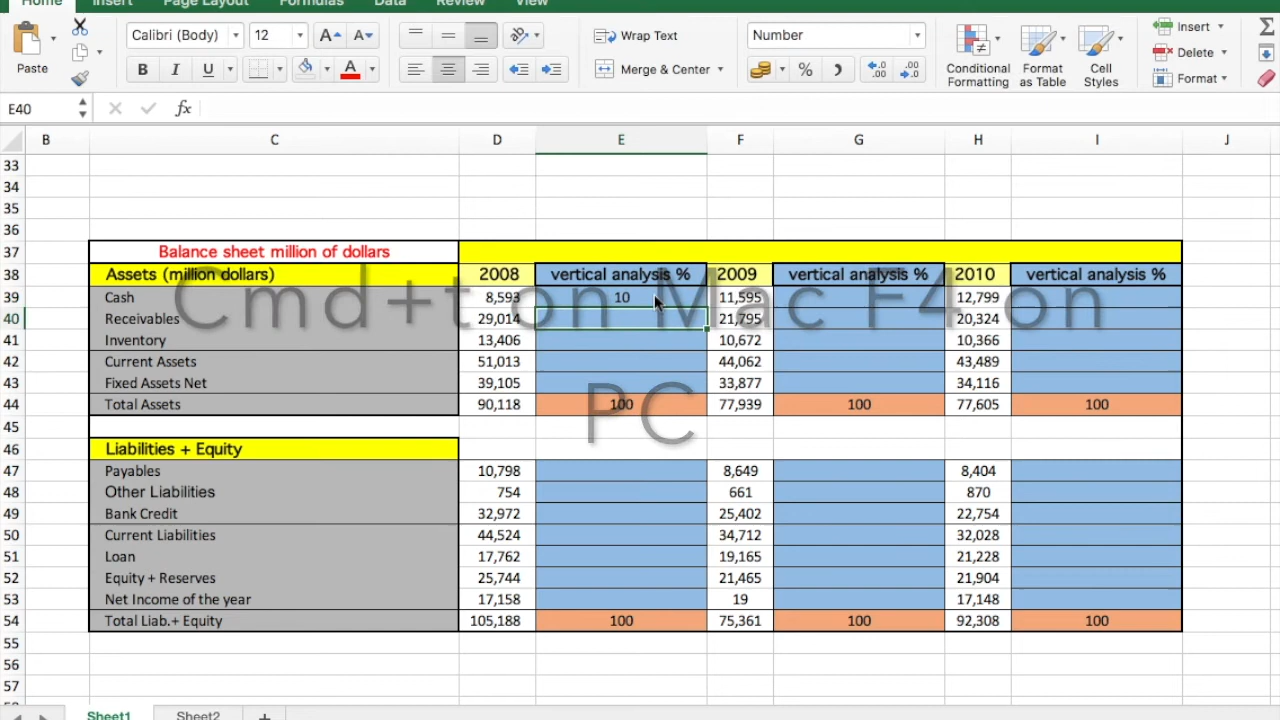 Home Insert Page Layout Formulas Data Review View
Calibri (Body) 12 A A Wrap Text Number Insert
Paste B I U A Merge & Center % Conditional Formatting Format as Table Cell Styles Delete Format
E40 fx
B C D E F G H I J
33
34
35
36
37 Balance sheet million of dollars
38 Assets (million dollars) 2008 vertical analysis % 2009 vertical analysis % 2010 vertical analysis %
39 Cash 8,593 10 11,595 12,799
Cmd+t on Mac F4 on
40 Receivables 29,014 21,795 20,324
41 Inventory 13,406 10,672 10,366
42 Current Assets 51,013 44,062 43,489
43 Fixed Assets Net 39,105 33,877 34,116
PC
44 Total Assets 90,118 100 77,939 100 77,605 100
45
46 Liabilities + Equity
47 Payables 10,798 8,649 8,404
48 Other Liabilities 754 661 870
49 Bank Credit 32,972 25,402 22,754
50 Current Liabilities 44,524 34,712 32,028
51 Loan 17,762 19,165 21,228
52 Equity + Reserves 25,744 21,465 21,904
53 Net Income of the year 17,158 19 17,148
54 Total Liab.+ Equity 105,188 100 75,361 100 92,308 100
55
56
57
Sheet1 Sheet2 +